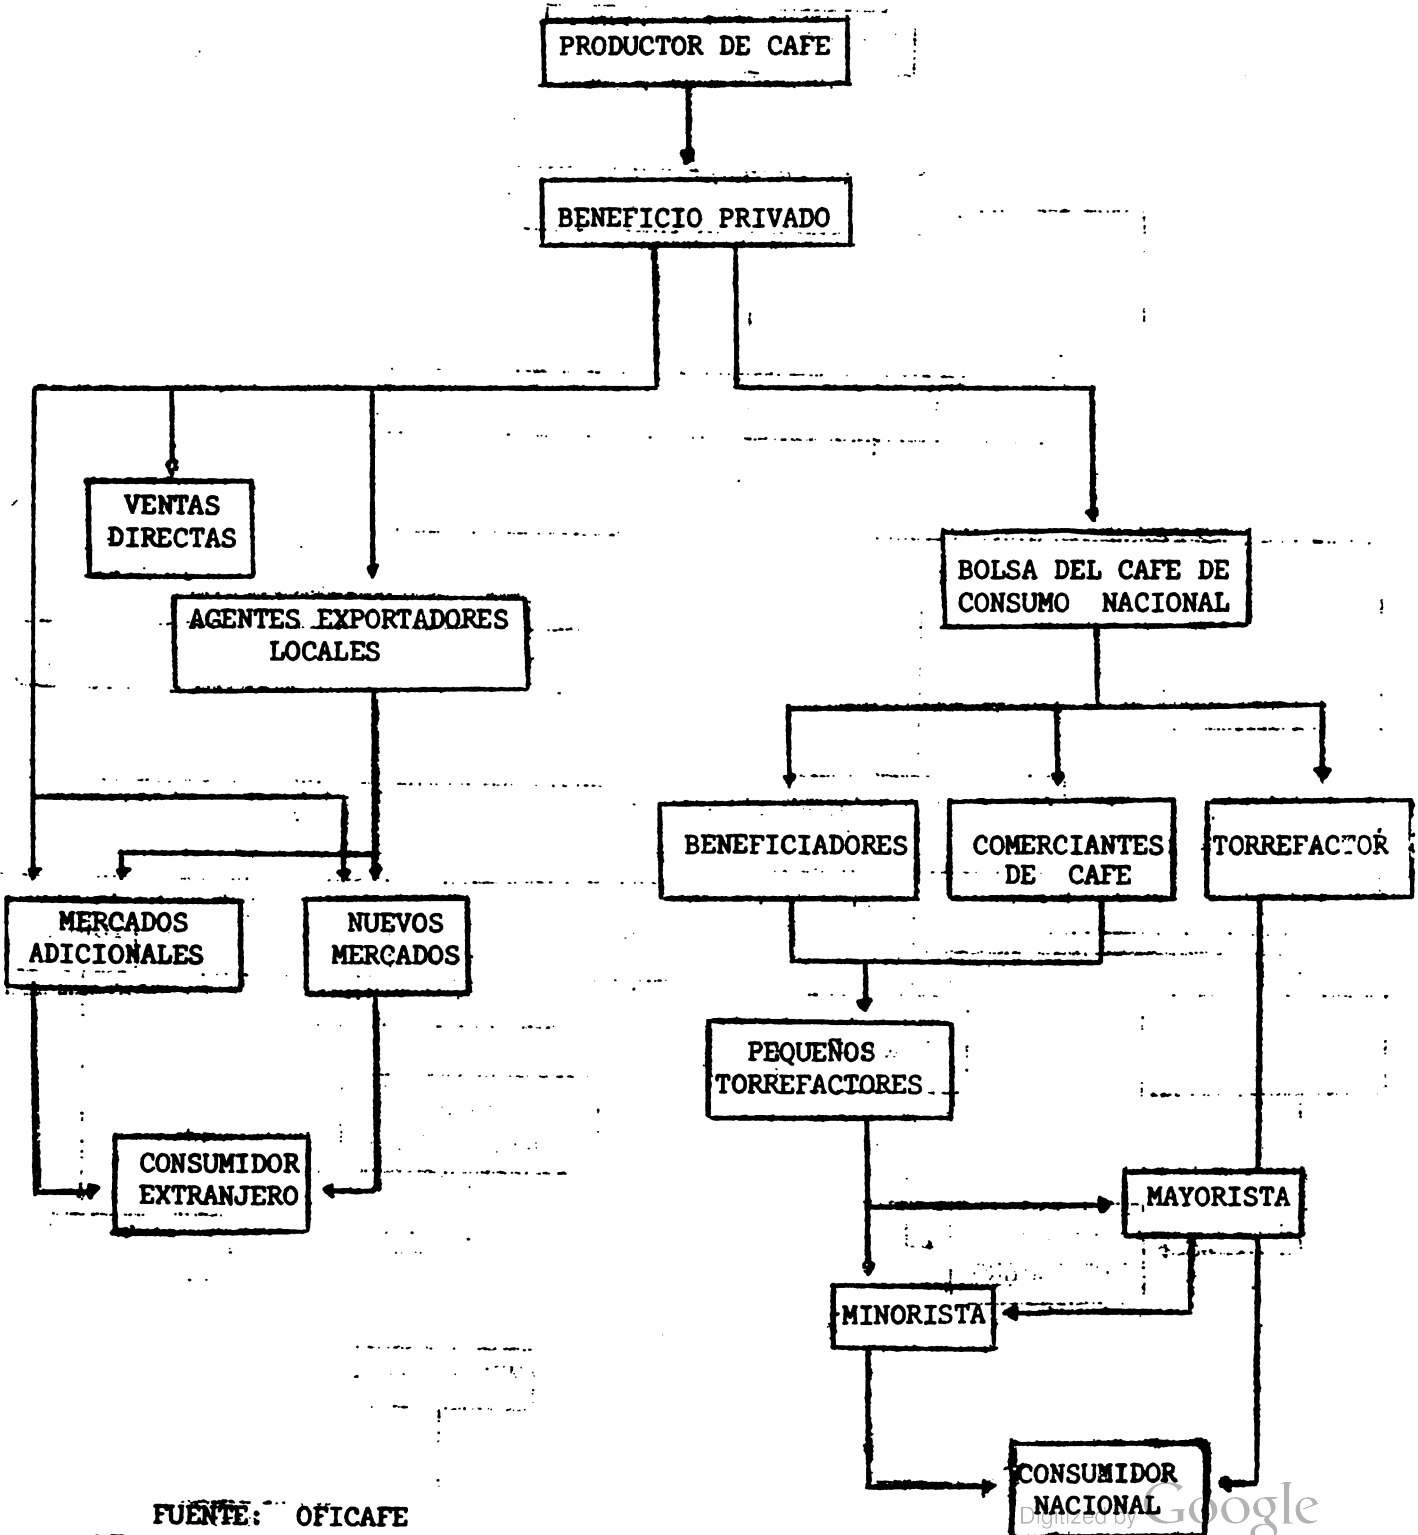 PRODUCTOR DE CAFE
BENEFICIO PRIVADO
VENTAS
DIRECTAS
AGENTES EXPORTADORES
LOCALES
BOLSA DEL CAFE DE
CONSUMO NACIONAL
BENEFICIADORES
COMERCIANTES
DE CAFE
TORREFACTOR
MERCADOS
ADICIONALES
NUEVOS
MERCADOS
PEQUEÑOS
TORREFACTORES
CONSUMIDOR
EXTRANJERO
MAYORISTA
MINORISTA
CONSUMIDOR
NACIONAL
FUENTE: OFICAFE
Digitized by Google